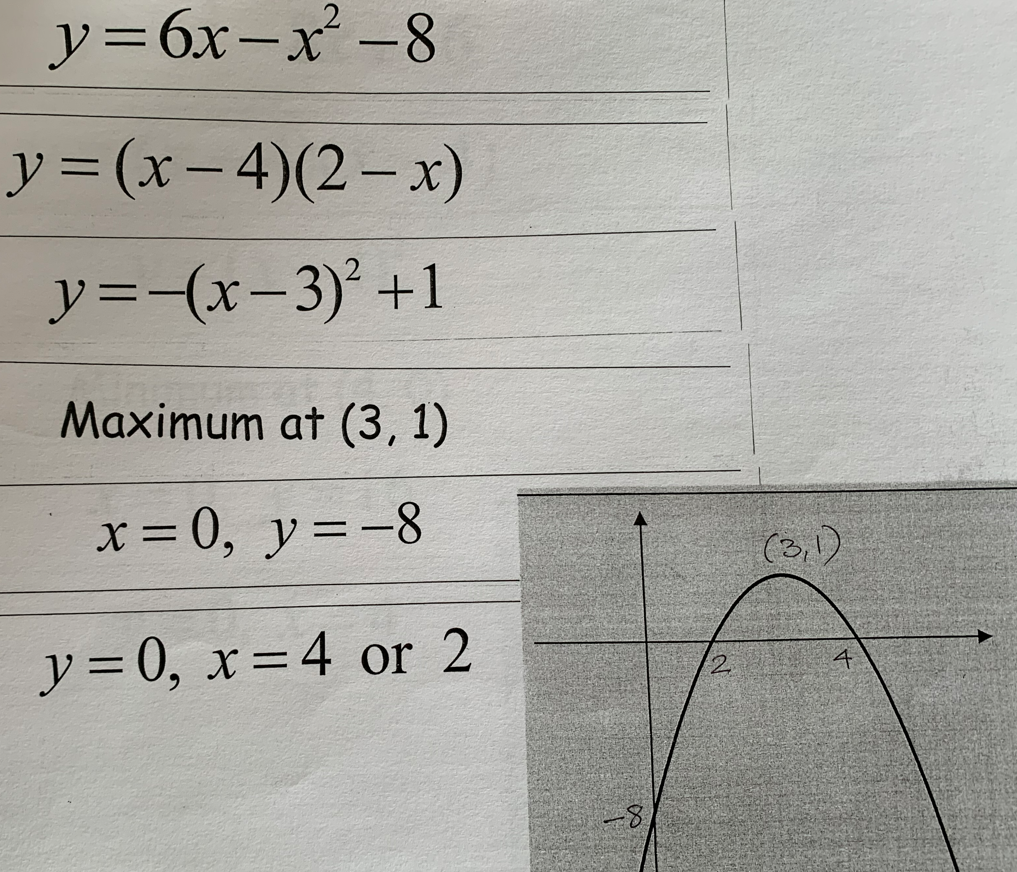 y = 6x − x² − 8
y = (x − 4)(2 − x)
y = −(x − 3)² + 1
Maximum at (3, 1)
x = 0, y = −8
y = 0, x = 4 or 2
(3,1)
2 4
−8